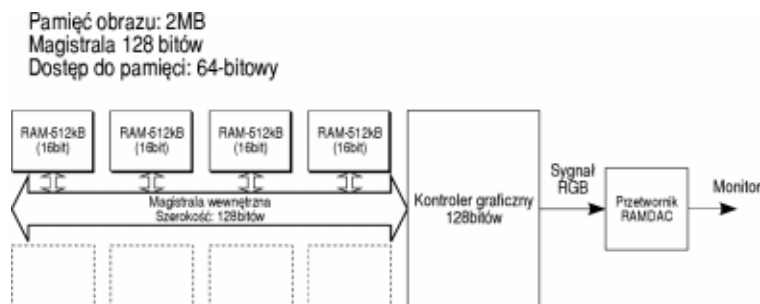 Pamięć obrazu: 2MB
Magistrala 128 bitów
Dostęp do pamięci: 64-bitowy
RAM-512kB
(16bit)
RAM-512kB
(16bit)
RAM-512kB
(16bit)
RAM-512kB
(16bit)
Magistrala wewnętrzna
Szerokość: 128bitów
Kontroler graficzny
128bitów
Sygnał
RGB
Przetwornik
RAMDAC
Monitor